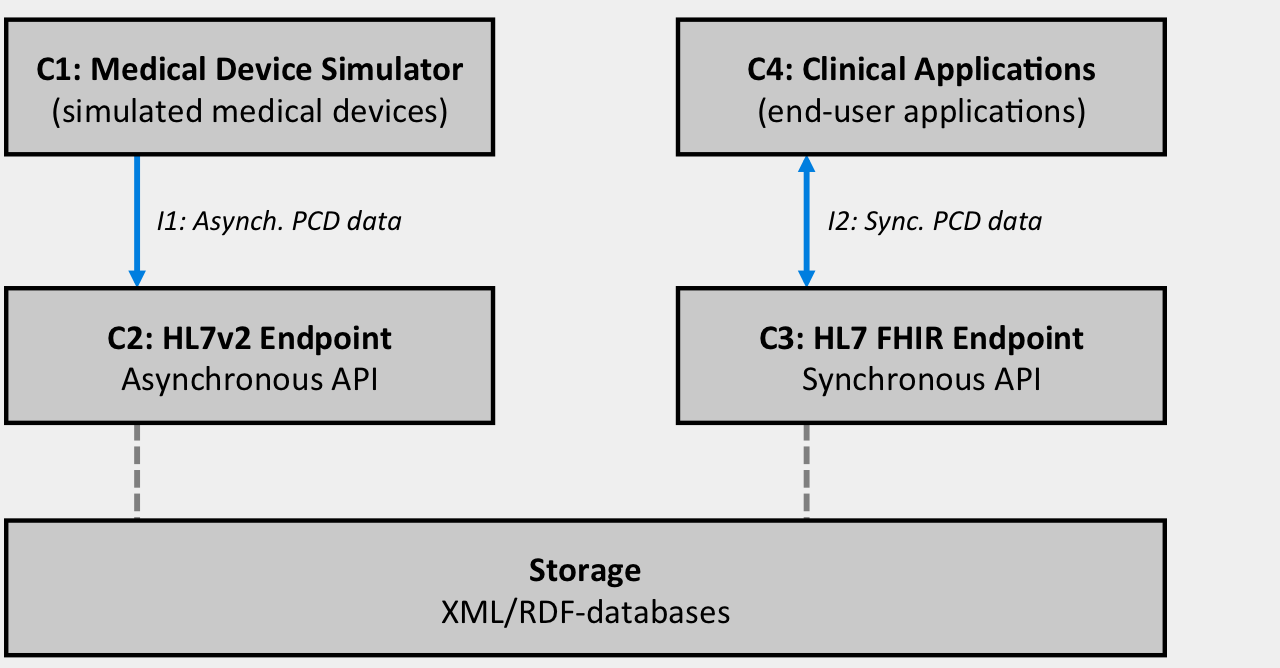 C1: Medical Device Simulator
(simulated medical devices)
C4: Clinical Applications
(end-user applications)
I1: Asynch. PCD data
I2: Sync. PCD data
C2: HL7v2 Endpoint
Asynchronous API
C3: HL7 FHIR Endpoint
Synchronous API
Storage
XML/RDF-databases